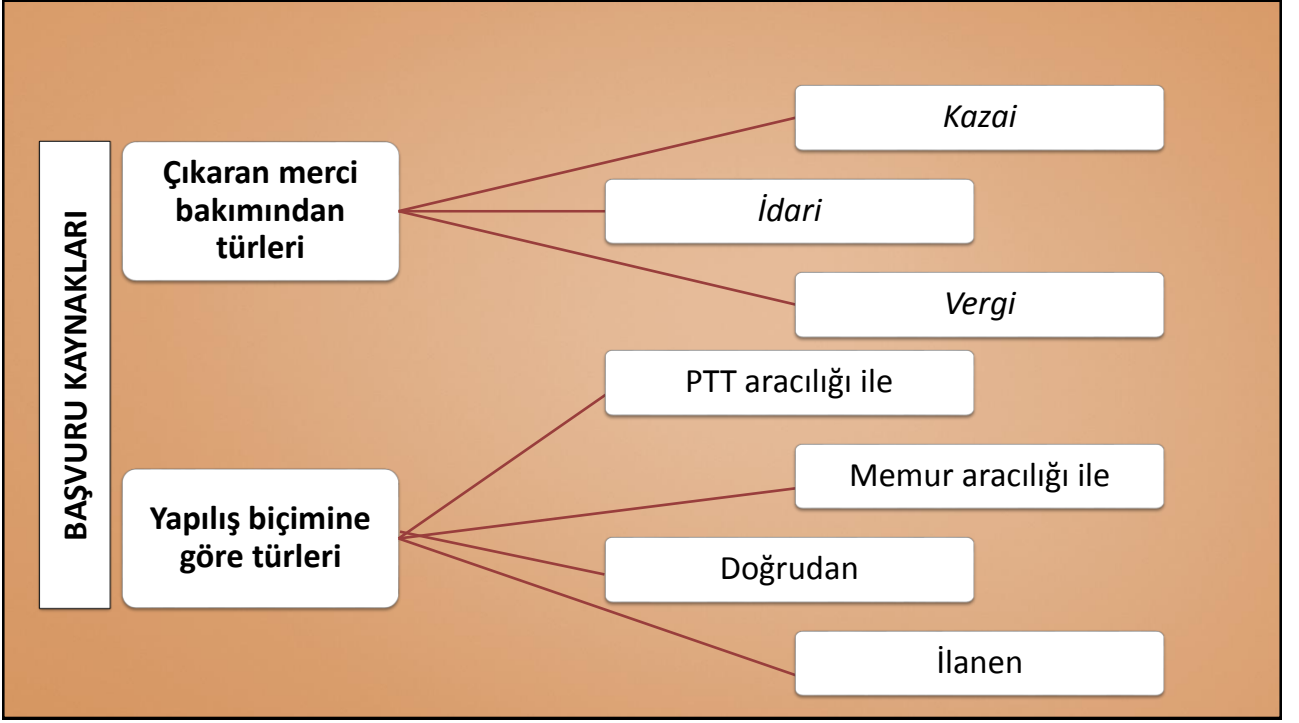 BAŞVURU KAYNAKLARI
Çıkaran merci
bakımından
türleri
Kazai
İdari
Vergi
Yapılış biçimine
göre türleri
PTT aracılığı ile
Memur aracılığı ile
Doğrudan
İlanen